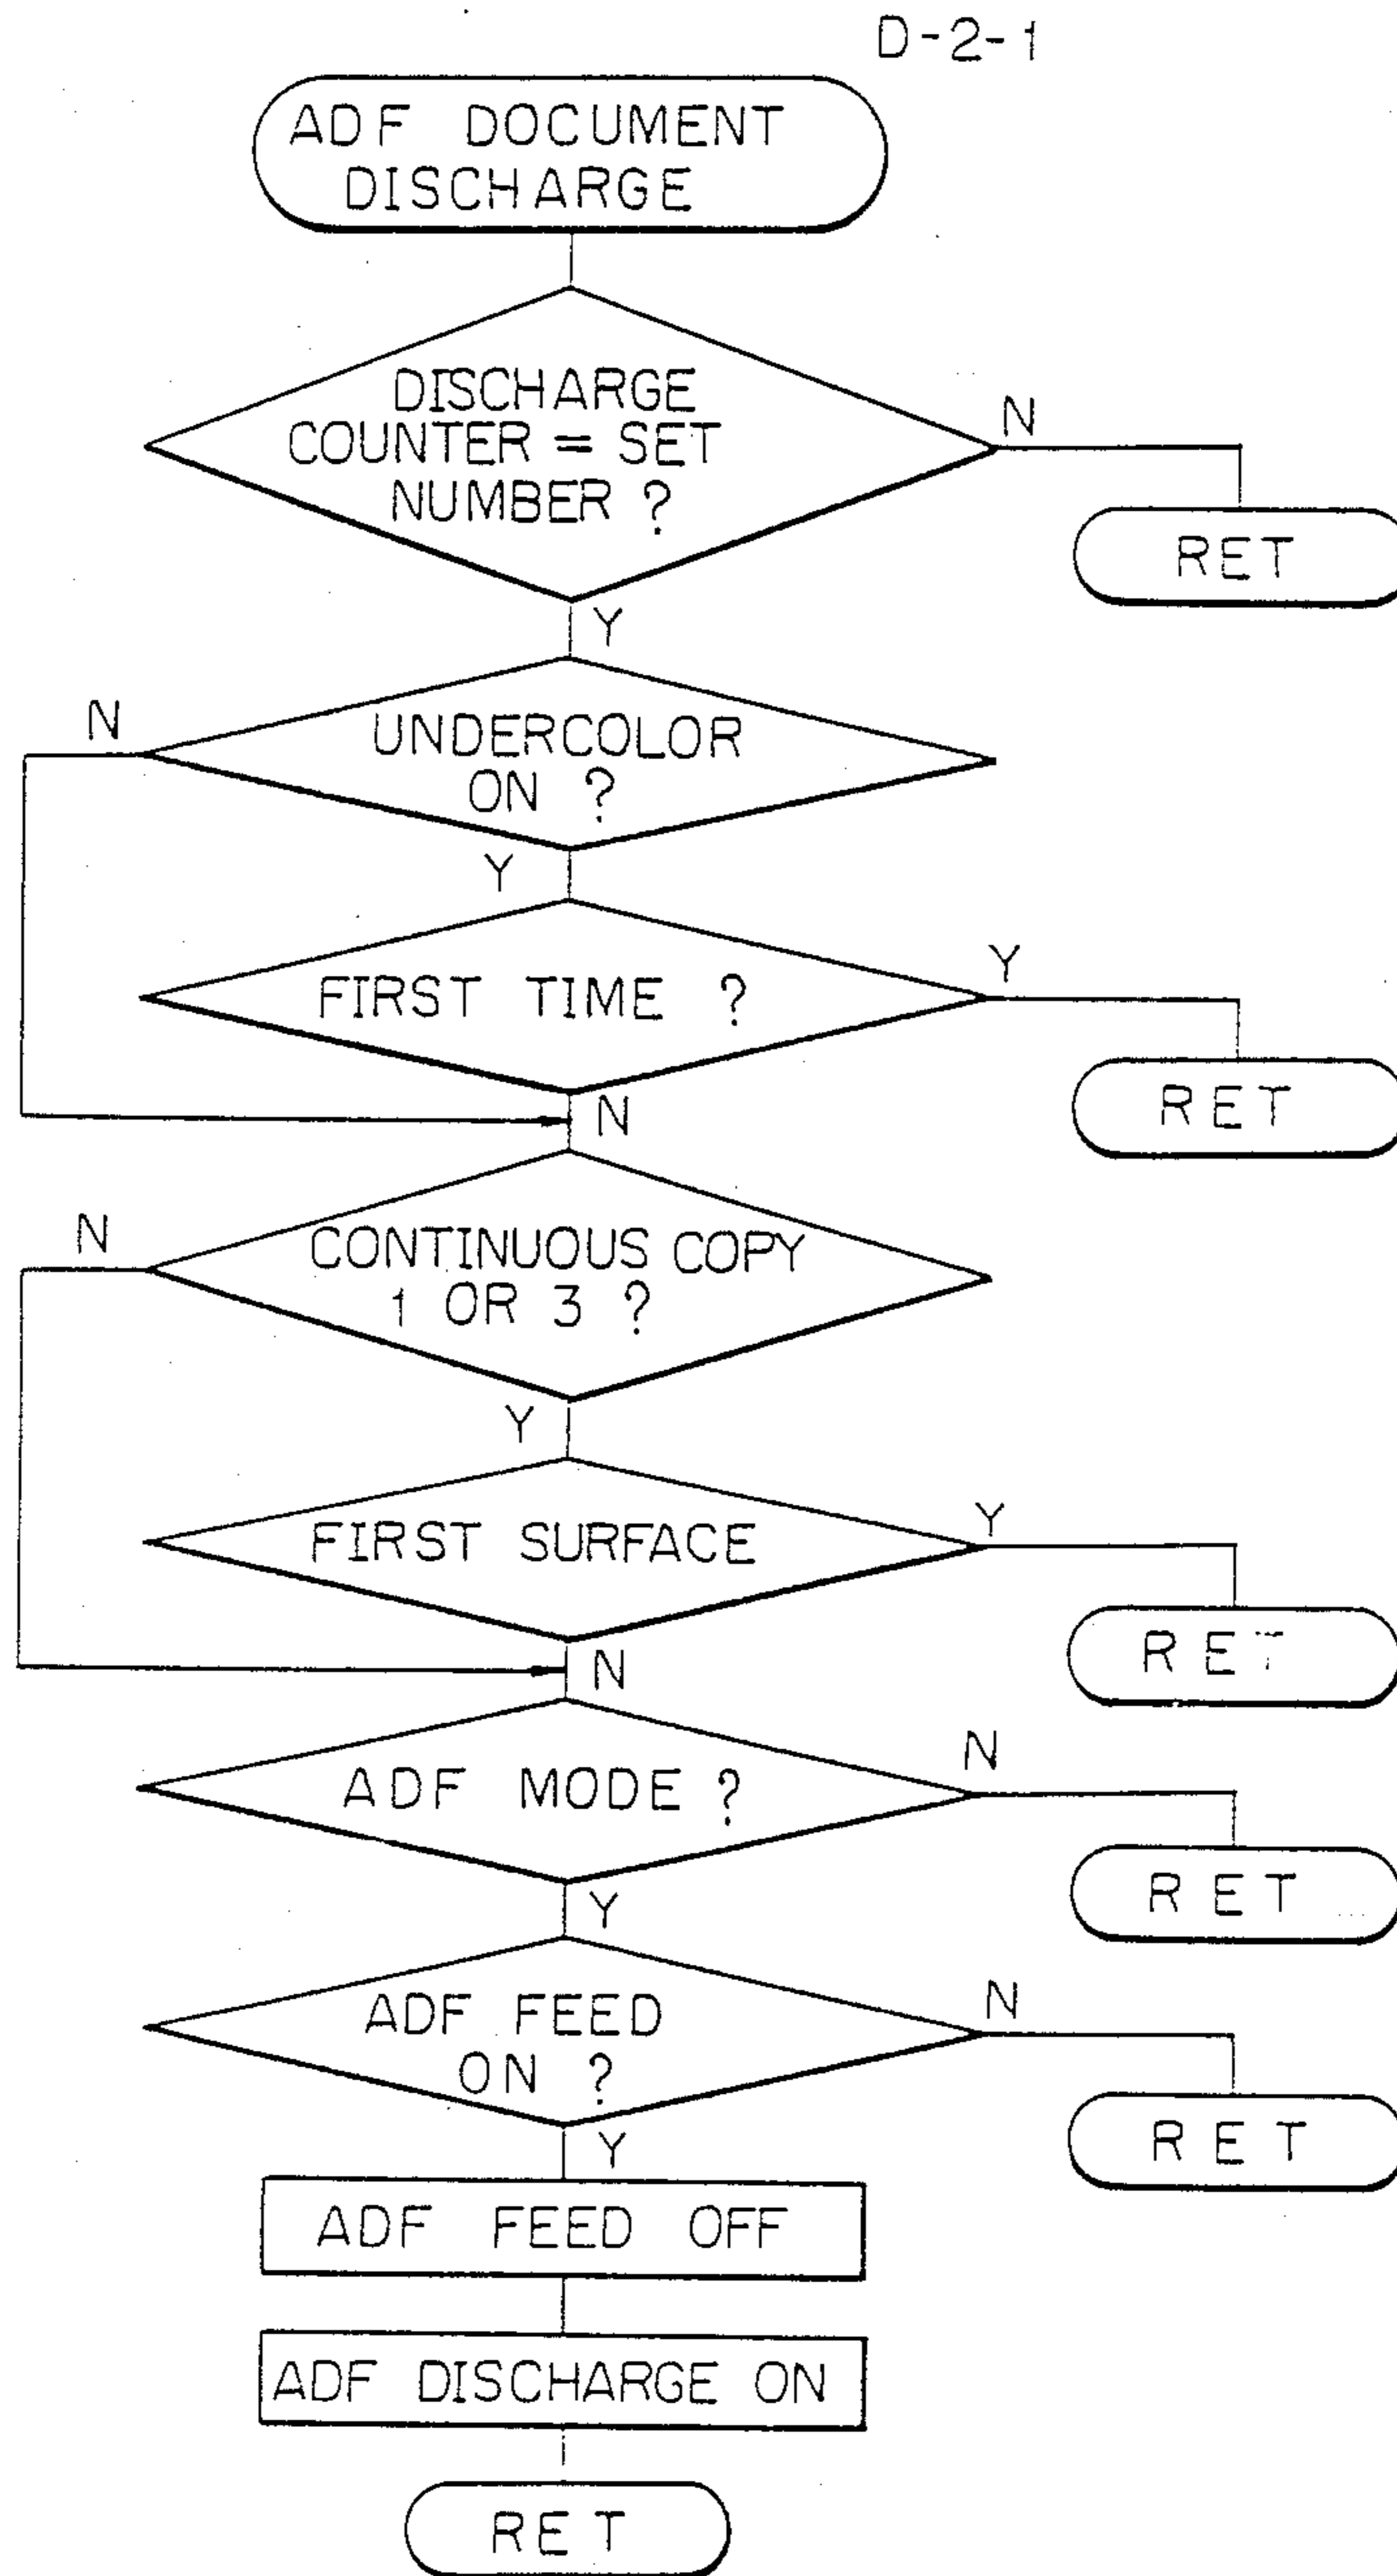 D-2-1
ADF DOCUMENT
DISCHARGE
DISCHARGE
COUNTER = SET
NUMBER ?
N
RET
Y
N
UNDERCOLOR
ON ?
Y
FIRST TIME ?
Y
RET
N
N
CONTINUOUS COPY
1 OR 3 ?
Y
FIRST SURFACE
Y
RET
N
ADF MODE ?
N
RET
Y
ADF FEED
ON ?
N
RET
Y
ADF FEED OFF
ADF DISCHARGE ON
RET